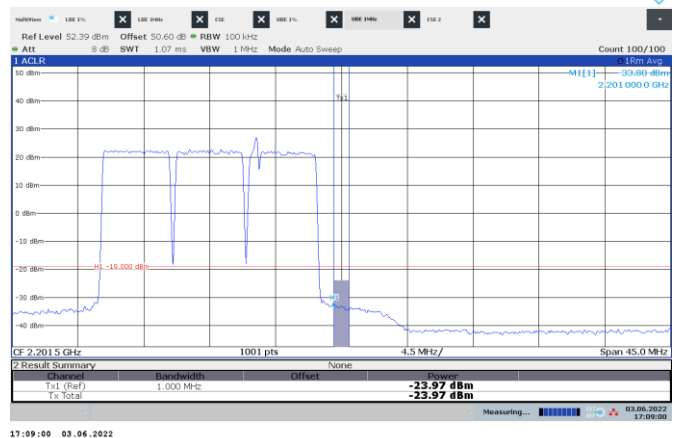 MultiView LBE 1% X LBE 1MHz X CSE X UBE 1% X UBE 1MHz X CSE 2 X
Ref Level 52.39 dBm Offset 50.60 dB RBW 100 kHz
Att 8 dB SWT 1.07 ms VBW 1 MHz Mode Auto Sweep Count 100/100
1 ACLR 1Rm Avg
50 dBm M1[1] -33.80 dBm
2.2010000 GHz
Tx1
40 dBm
30 dBm
20 dBm
10 dBm
0 dBm
-10 dBm
H1 -19.000 dBm
-20 dBm
-30 dBm
M1
-40 dBm
CF 2.2015 GHz 1001 pts 4.5 MHz/ Span 45.0 MHz
2 Result Summary None
Channel Bandwidth Offset Power
Tx1 (Ref) 1.000 MHz -23.97 dBm
Tx Total -23.97 dBm
Measuring... 03.06.2022
17:09:00
17:09:00 03.06.2022